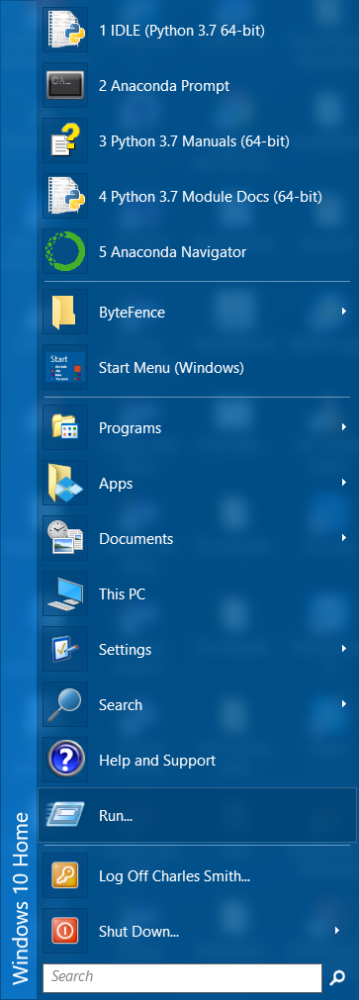 1 IDLE (Python 3.7 64-bit)
2 Anaconda Prompt
3 Python 3.7 Manuals (64-bit)
4 Python 3.7 Module Docs (64-bit)
5 Anaconda Navigator
ByteFence
Start
Start Menu (Windows)
Programs
Apps
Documents
This PC
Settings
Search
Help and Support
Run...
Log Off Charles Smith...
Shut Down...
Search
Windows 10 Home